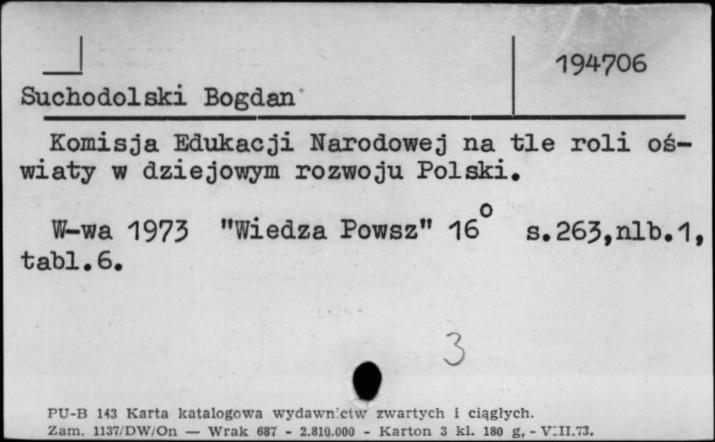 194706
Suchodolski Bogdan
Komisja Edukacji Narodowej na tle roli oś-
wiaty w dziejowym rozwoju Polski.
W-wa 1973 "Wiedza Powsz" 16° s.263,nlb.1,
tabl.6.
3
PU-B 143 Karta katalogowa wydawnictw zwartych i ciągłych.
Zam. 1137/DW/On — Wrak 687 - 2.810.000 - Karton 3 kl. 180 g, - VIII.73.